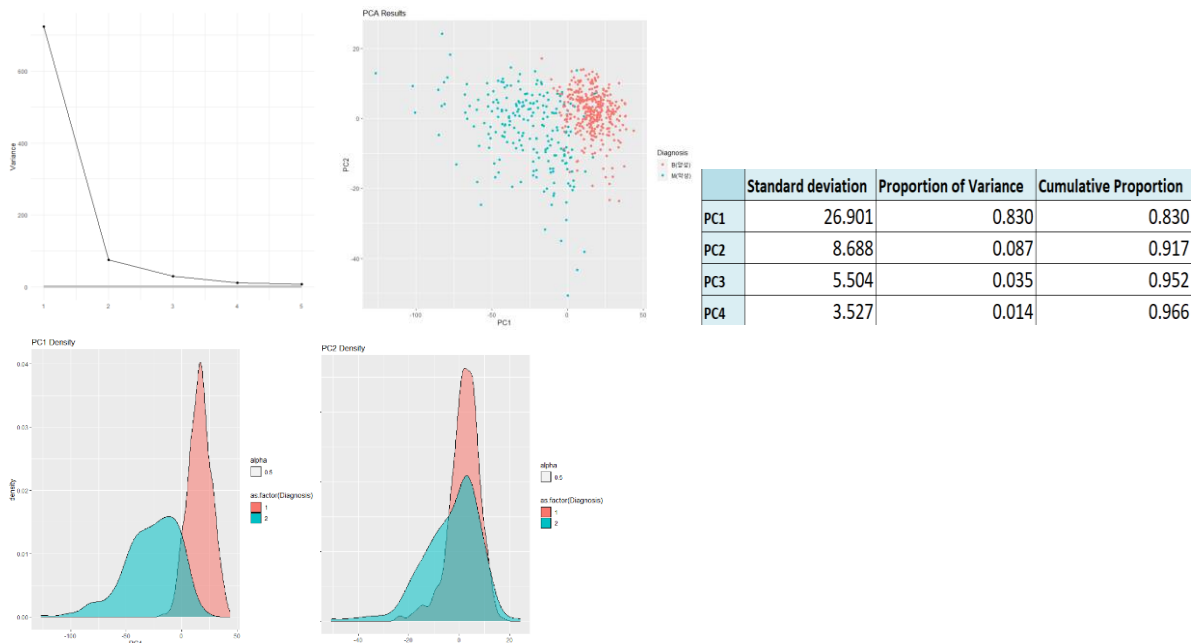 Variance
600
400
200
0
1 2 3 4 5
PCA Results
PC2
20
0
-20
-40
-100 -50 0 50
PC1
Diagnosis
B(양성)
M(악성)
Standard deviation Proportion of Variance Cumulative Proportion
PC1 26.901 0.830 0.830
PC2 8.688 0.087 0.917
PC3 5.504 0.035 0.952
PC4 3.527 0.014 0.966
PC1 Density
density
0.04
0.03
0.02
0.01
0.00
-100 -50 0 50
PC1
alpha
0.5
as.factor(Diagnosis)
1
2
PC2 Density
-40 -20 0 20
alpha
0.5
as.factor(Diagnosis)
1
2